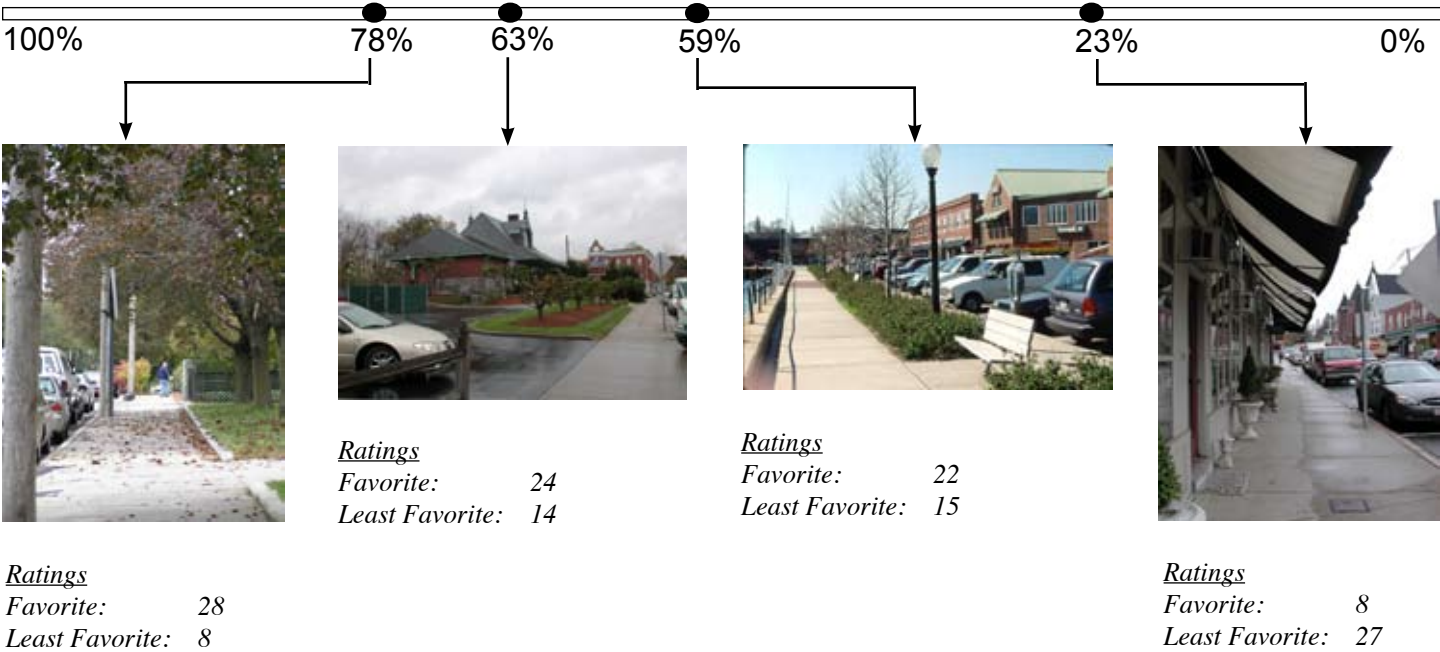 100% 78% 63% 59% 23% 0%
Ratings
Favorite: 28
Least Favorite: 8
Ratings
Favorite: 24
Least Favorite: 14
Ratings
Favorite: 22
Least Favorite: 15
Ratings
Favorite: 8
Least Favorite: 27